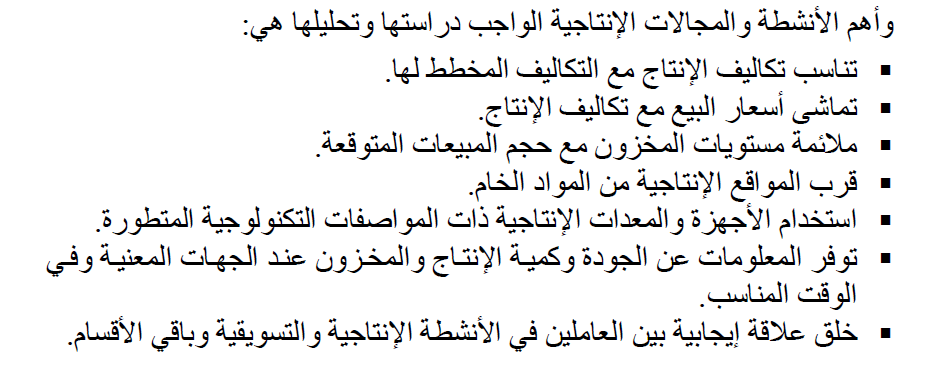 وأهم الأنشطة والمجالات الإنتاجية الواجب دراستها وتحليلها هي:
▪ تناسب تكاليف الإنتاج مع التكاليف المخطط لها.
▪ تماشى أسعار البيع مع تكاليف الإنتاج.
▪ ملائمة مستويات المخزون مع حجم المبيعات المتوقعة.
▪ قرب المواقع الإنتاجية من المواد الخام.
▪ استخدام الأجهزة والمعدات الإنتاجية ذات المواصفات التكنولوجية المتطورة.
▪ توفر المعلومات عن الجودة وكمية الإنتاج والمخزون عند الجهات المعنية وفي
الوقت المناسب.
▪ خلق علاقة إيجابية بين العاملين في الأنشطة الإنتاجية والتسويقية وباقي الأقسام.